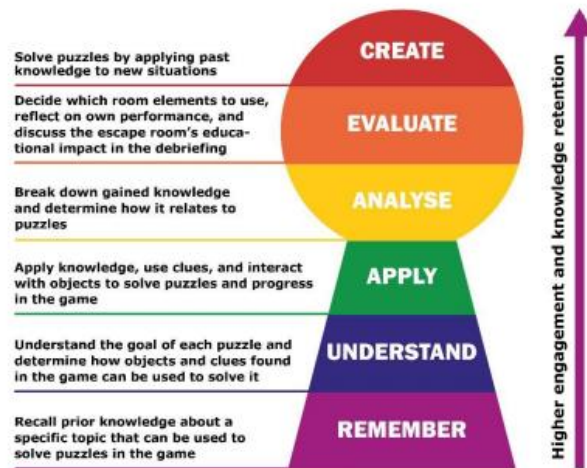 Solve puzzles by applying past
knowledge to new situations
CREATE
Decide which room elements to use,
reflect on own performance, and
discuss the escape room's educa-
tional impact in the debriefing
EVALUATE
Break down gained knowledge
and determine how it relates to
puzzles
ANALYSE
Apply knowledge, use clues, and interact
with objects to solve puzzles and progress
in the game
APPLY
Understand the goal of each puzzle and
determine how objects and clues found
in the game can be used to solve it
UNDERSTAND
Recall prior knowledge about a
specific topic that can be used to
solve puzzles in the game
REMEMBER
Higher engagement and knowledge retention